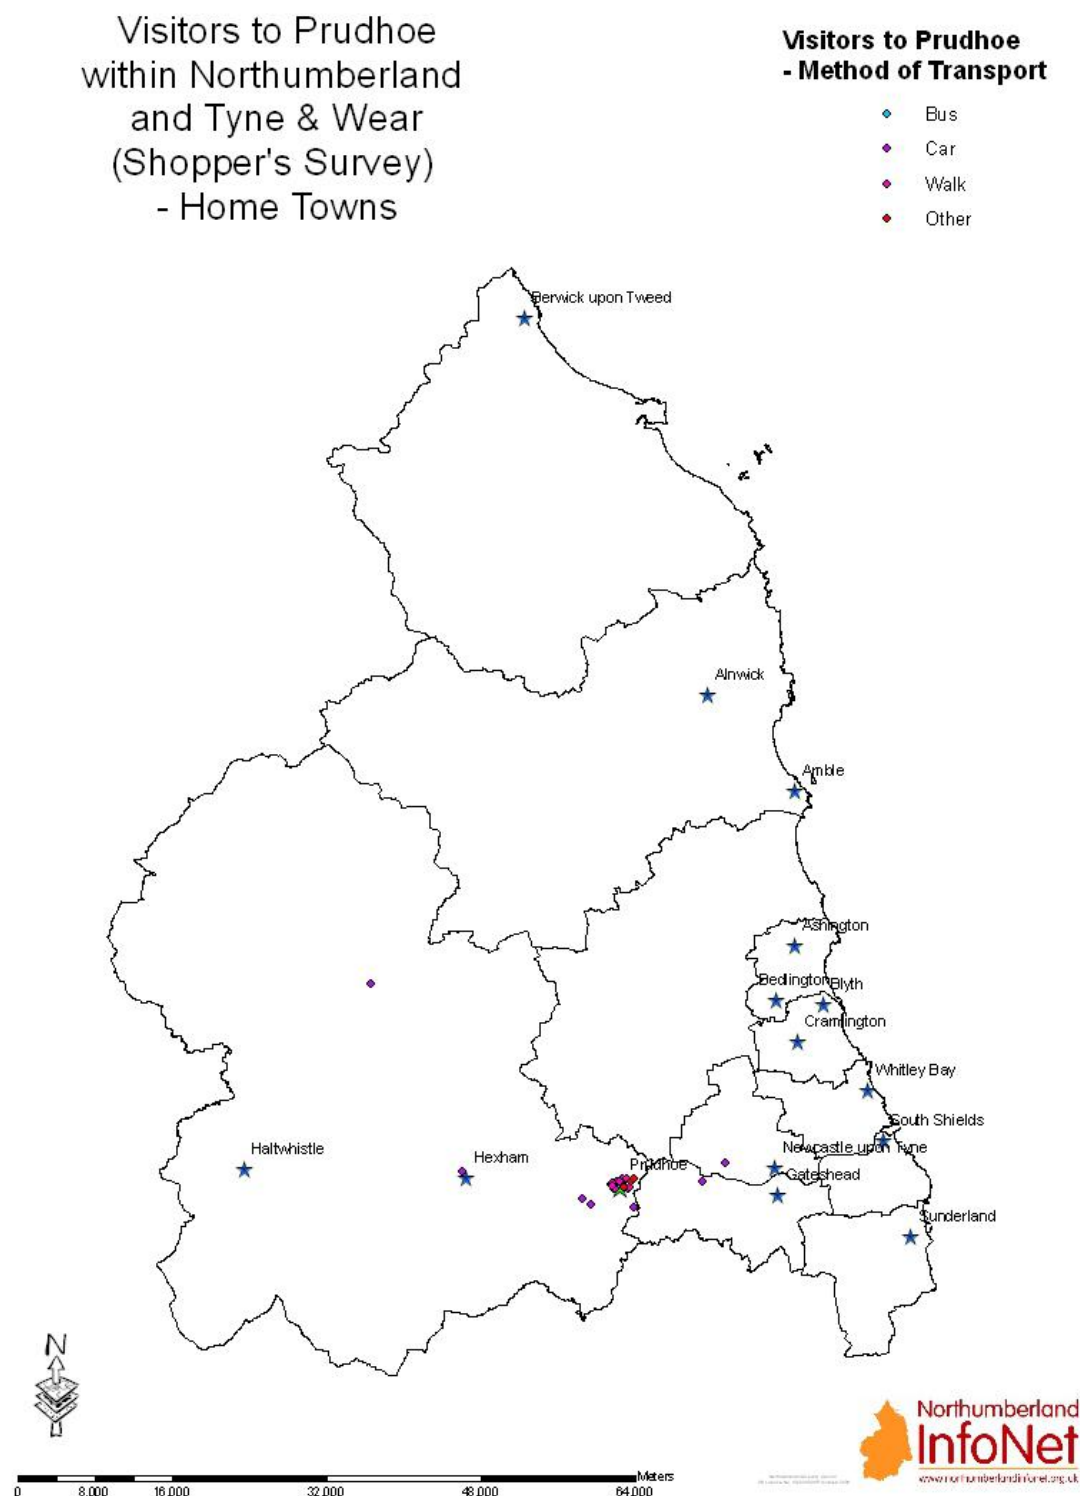 Visitors to Prudhoe
within Northumberland
and Tyne & Wear
(Shopper's Survey)
- Home Towns
Visitors to Prudhoe
- Method of Transport
Bus
Car
Walk
Other
Berwick upon Tweed
Alnwick
Amble
Ashington
Bedlington
Blyth
Cramlington
Whitley Bay
South Shields
Newcastle upon Tyne
Gateshead
Sunderland
Haltwhistle
Hexham
Prudhoe
N
Meters
0 8,000 16,000 32,000 48,000 64,000
Northumberland
InfoNet
www.northumberlandinfonet.org.uk